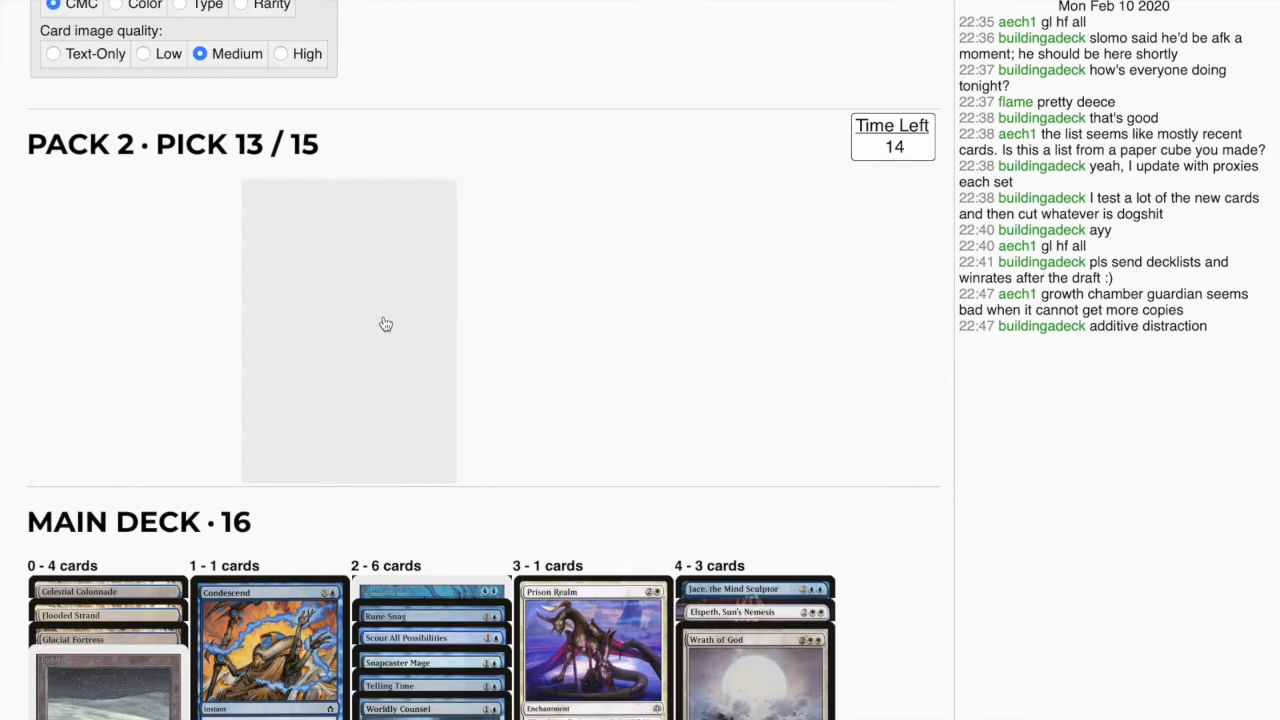 CMC Color Type Rarity
Card image quality:
Text-Only Low Medium High
PACK 2 · PICK 13 / 15
Time Left
14
MAIN DECK · 16
0 - 4 cards
1 - 1 cards
2 - 6 cards
3 - 1 cards
4 - 3 cards
Celestial Colonnade
Flooded Strand
Glacial Fortress
Condescend
Instant
Rune Snag
Scour All Possibilities
Snapcaster Mage
Telling Time
Worldly Counsel
Prison Realm
Enchantment
Jace, the Mind Sculptor
Elspeth, Sun's Nemesis
Wrath of God
Mon Feb 10 2020
22:35 aech1 gl hf all
22:36 buildingadeck slomo said he'd be afk a
moment; he should be here shortly
22:37 buildingadeck how's everyone doing
tonight?
22:37 flame pretty deece
22:38 buildingadeck that's good
22:38 aech1 the list seems like mostly recent
cards. Is this a list from a paper cube you made?
22:38 buildingadeck yeah, I update with proxies
each set
22:38 buildingadeck I test a lot of the new cards
and then cut whatever is dogshit
22:40 buildingadeck ayy
22:40 aech1 gl hf all
22:41 buildingadeck pls send decklists and
winrates after the draft :)
22:47 aech1 growth chamber guardian seems
bad when it cannot get more copies
22:47 buildingadeck additive distraction